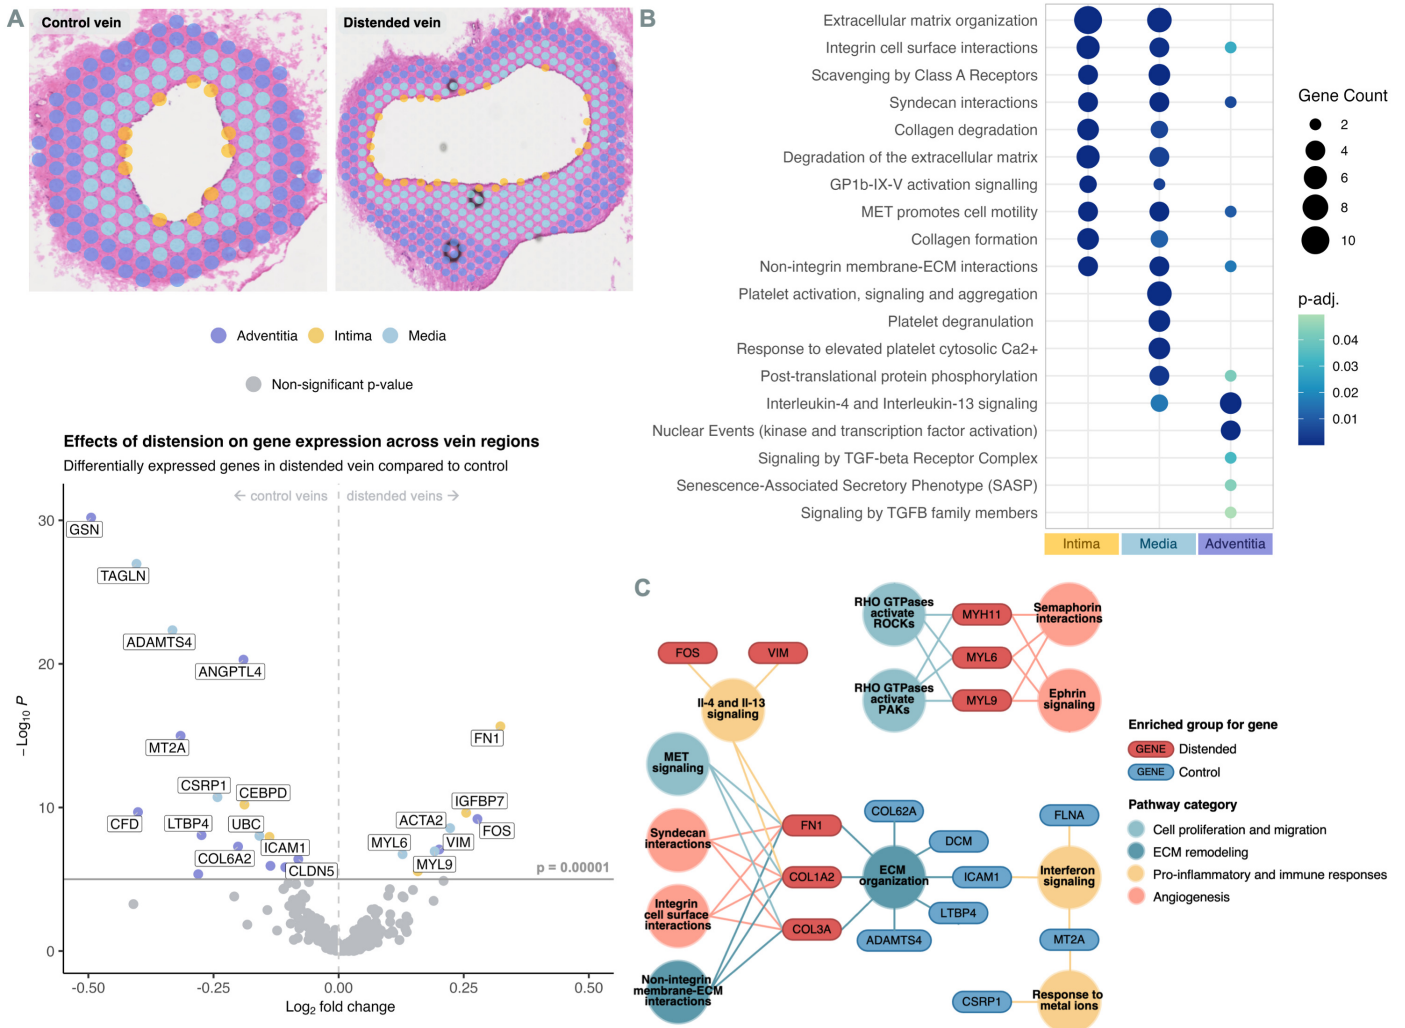 A
Control vein
Distended vein
Adventitia
Intima
Media
Non-significant p-value
Effects of distension on gene expression across vein regions
Differentially expressed genes in distended vein compared to control
← control veins
distended veins →
– Log10 P
30
20
10
0
GSN
TAGLN
ADAMTS4
ANGPTL4
MT2A
FN1
CSRP1
CEBPD
IGFBP7
CFD
LTBP4
UBC
ACTA2
FOS
COL6A2
ICAM1
MYL6
VIM
CLDN5
MYL9
p = 0.00001
-0.50
-0.25
0.00
0.25
0.50
Log2 fold change
B
Extracellular matrix organization
Integrin cell surface interactions
Scavenging by Class A Receptors
Syndecan interactions
Collagen degradation
Degradation of the extracellular matrix
GP1b-IX-V activation signalling
MET promotes cell motility
Collagen formation
Non-integrin membrane-ECM interactions
Platelet activation, signaling and aggregation
Platelet degranulation
Response to elevated platelet cytosolic Ca2+
Post-translational protein phosphorylation
Interleukin-4 and Interleukin-13 signaling
Nuclear Events (kinase and transcription factor activation)
Signaling by TGF-beta Receptor Complex
Senescence-Associated Secretory Phenotype (SASP)
Signaling by TGFB family members
Intima
Media
Adventitia
Gene Count
2
4
6
8
10
p-adj.
0.04
0.03
0.02
0.01
C
FOS
VIM
Il-4 and Il-13
signaling
MET
signaling
Syndecan
interactions
Integrin
cell surface
interactions
Non-integrin
membrane-ECM
interactions
FN1
COL1A2
COL3A
RHO GTPases
activate
ROCKs
RHO GTPases
activate
PAKs
MYH11
MYL6
MYL9
Semaphorin
interactions
Ephrin
signaling
COL62A
DCM
ECM
organization
ICAM1
LTBP4
ADAMTS4
FLNA
Interferon
signaling
MT2A
CSRP1
Response to
metal ions
Enriched group for gene
GENE Distended
GENE Control
Pathway category
Cell proliferation and migration
ECM remodeling
Pro-inflammatory and immune responses
Angiogenesis